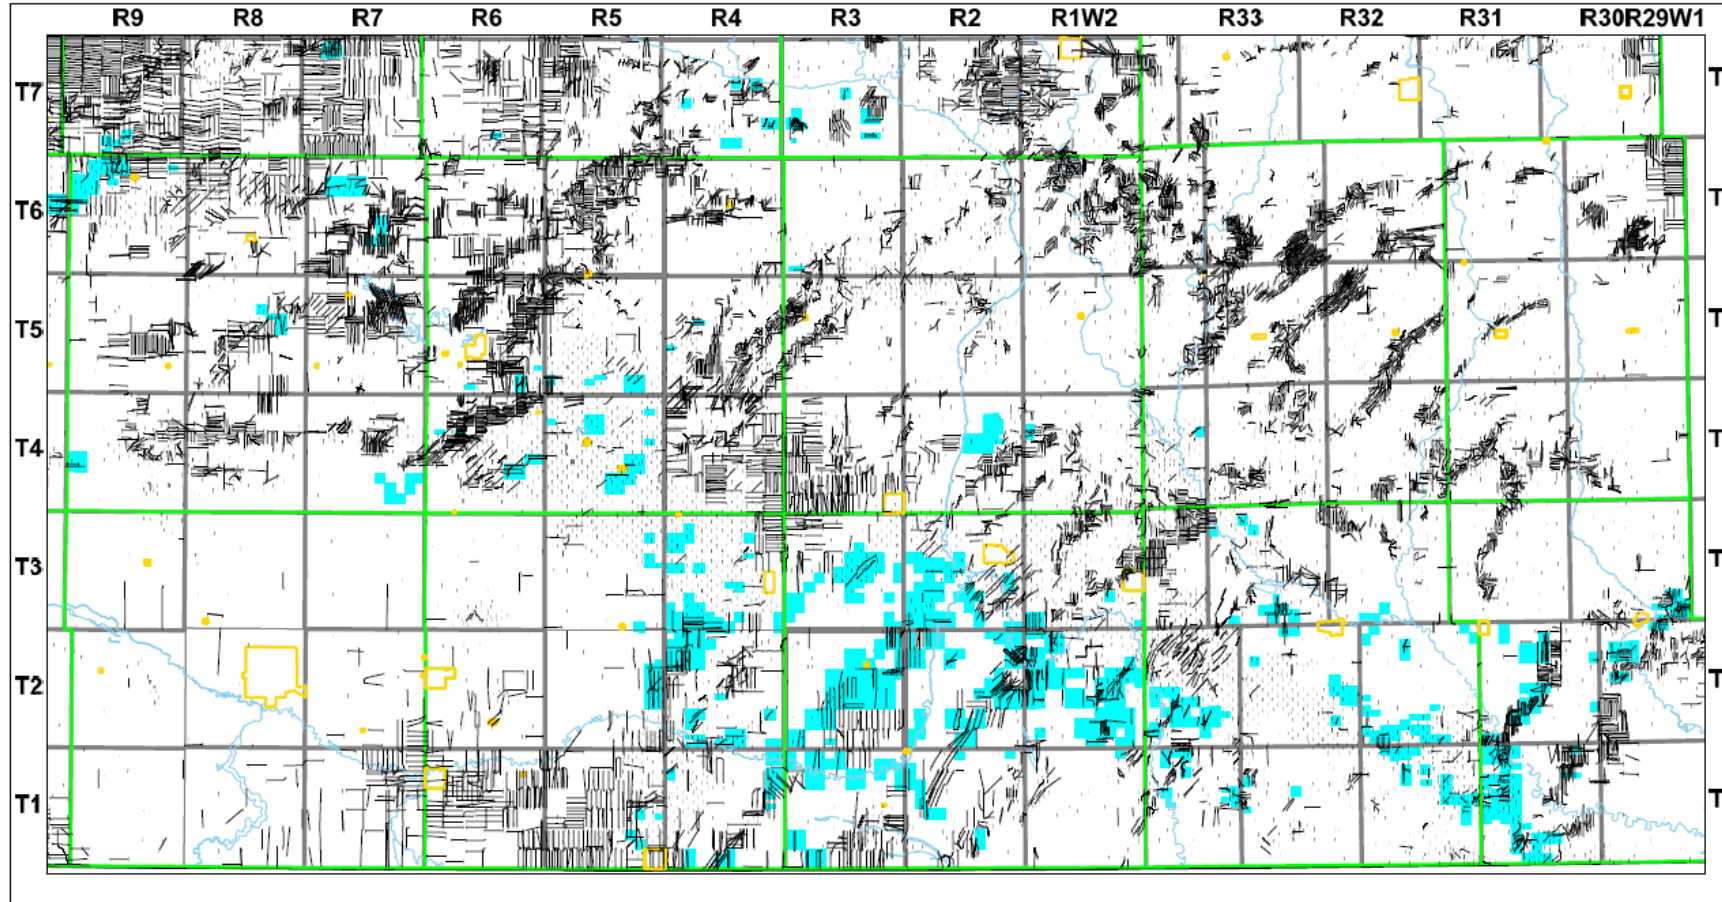 R9 R8 R7 R6 R5 R4 R3 R2 R1W2 R33 R32 R31 R30R29W1
T7 T
T6 T
T5 T
T4 T
T3 T
T2 T
T1 T